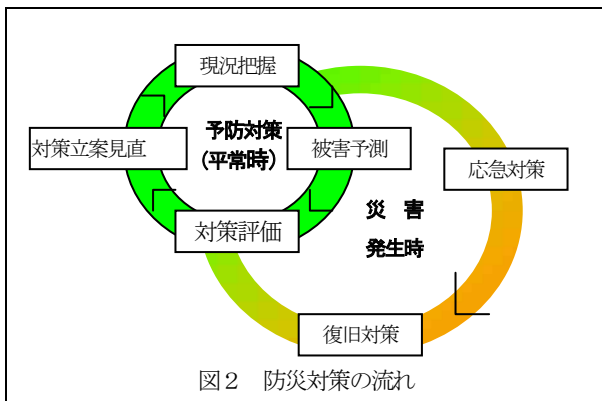 現況把握
予防対策
(平常時)
対策立案見直
被害予測
応急対策
対策評価
災　害
発生時
復旧対策
図２　防災対策の流れ